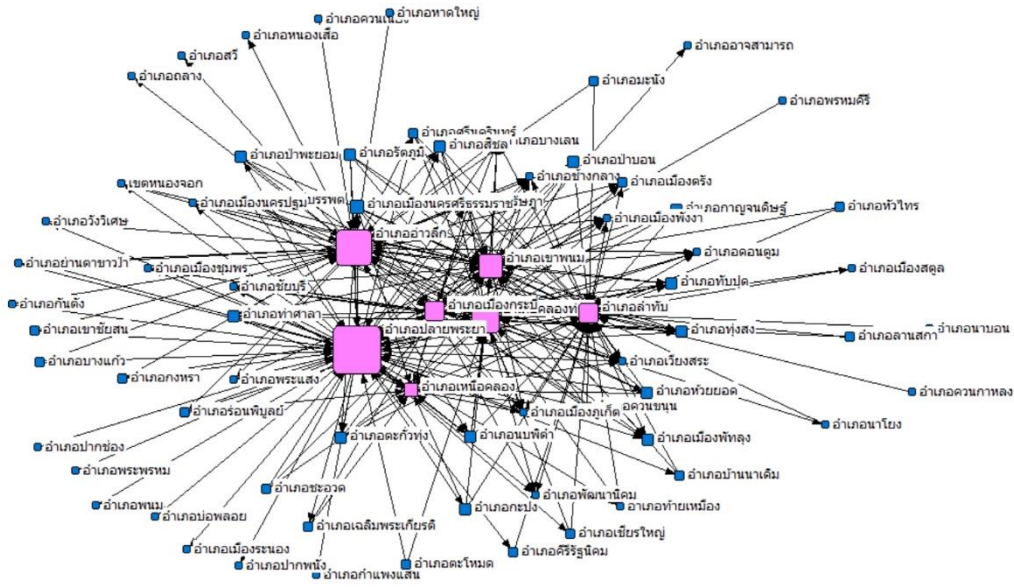 อำเภอหาดใหญ่
อำเภอหนองเสือ
อำเภออาจสามารถ
อำเภอสวี
อำเภอถลาง
อำเภอมะนัง
อำเภอพรหมคีรี
อำเภอศรีนครินทร์
อำเภอสิชล
อำเภอบางเลน
อำเภอป่าพะยอม
อำเภอรัตภูมิ
อำเภอป่าบอน
อำเภอช้างกลาง
อำเภอเมืองตรัง
เขตหนองจอก
อำเภอเมืองนครปฐม
บรรพต
อำเภอเมืองนครศรีธรรมราช
อำเภอกาญจนดิษฐ์
อำเภอหัวไทร
อำเภอวังวิเศษ
อำเภอเมืองพังงา
อำเภออ่าวลึก
อำเภอดอนตูม
อำเภอย่านตาขาว
อำเภอเมืองชุมพร
อำเภอเขาพนม
อำเภอเมืองสตูล
อำเภอชัยบุรี
อำเภอทับปุด
อำเภอกันตัง
อำเภอท่าศาลา
อำเภอเมืองกระบี่
อำเภอลำทับ
อำเภอเขาชัยสน
อำเภอปลายพระยา
อำเภอทุ่งสง
อำเภอลานสกา
อำเภอนาบอน
อำเภอบางแก้ว
อำเภอเวียงสระ
อำเภอกงหรา
อำเภอพระแสง
อำเภอเหนือคลอง
อำเภอห้วยยอด
อำเภอควนกาหลง
อำเภอร่อนพิบูลย์
อำเภอเมืองภูเก็ต
อควนขนุน
อำเภอนาโยง
อำเภอปากช่อง
อำเภอตะกั่วทุ่ง
อำเภอนบพิตำ
อำเภอเมืองพัทลุง
อำเภอพระพรหม
อำเภอบ้านนาเดิม
อำเภอชะอวด
อำเภอพัฒนานิคม
อำเภอพนม
อำเภอกะปง
อำเภอท้ายเหมือง
อำเภอบ่อพลอย
อำเภอเฉลิมพระเกียรติ
อำเภอเชียรใหญ่
อำเภอเมืองระนอง
อำเภอคีรีรัฐนิคม
อำเภอปากพนัง
อำเภอตะโหมด
อำเภอกำแพงแสน